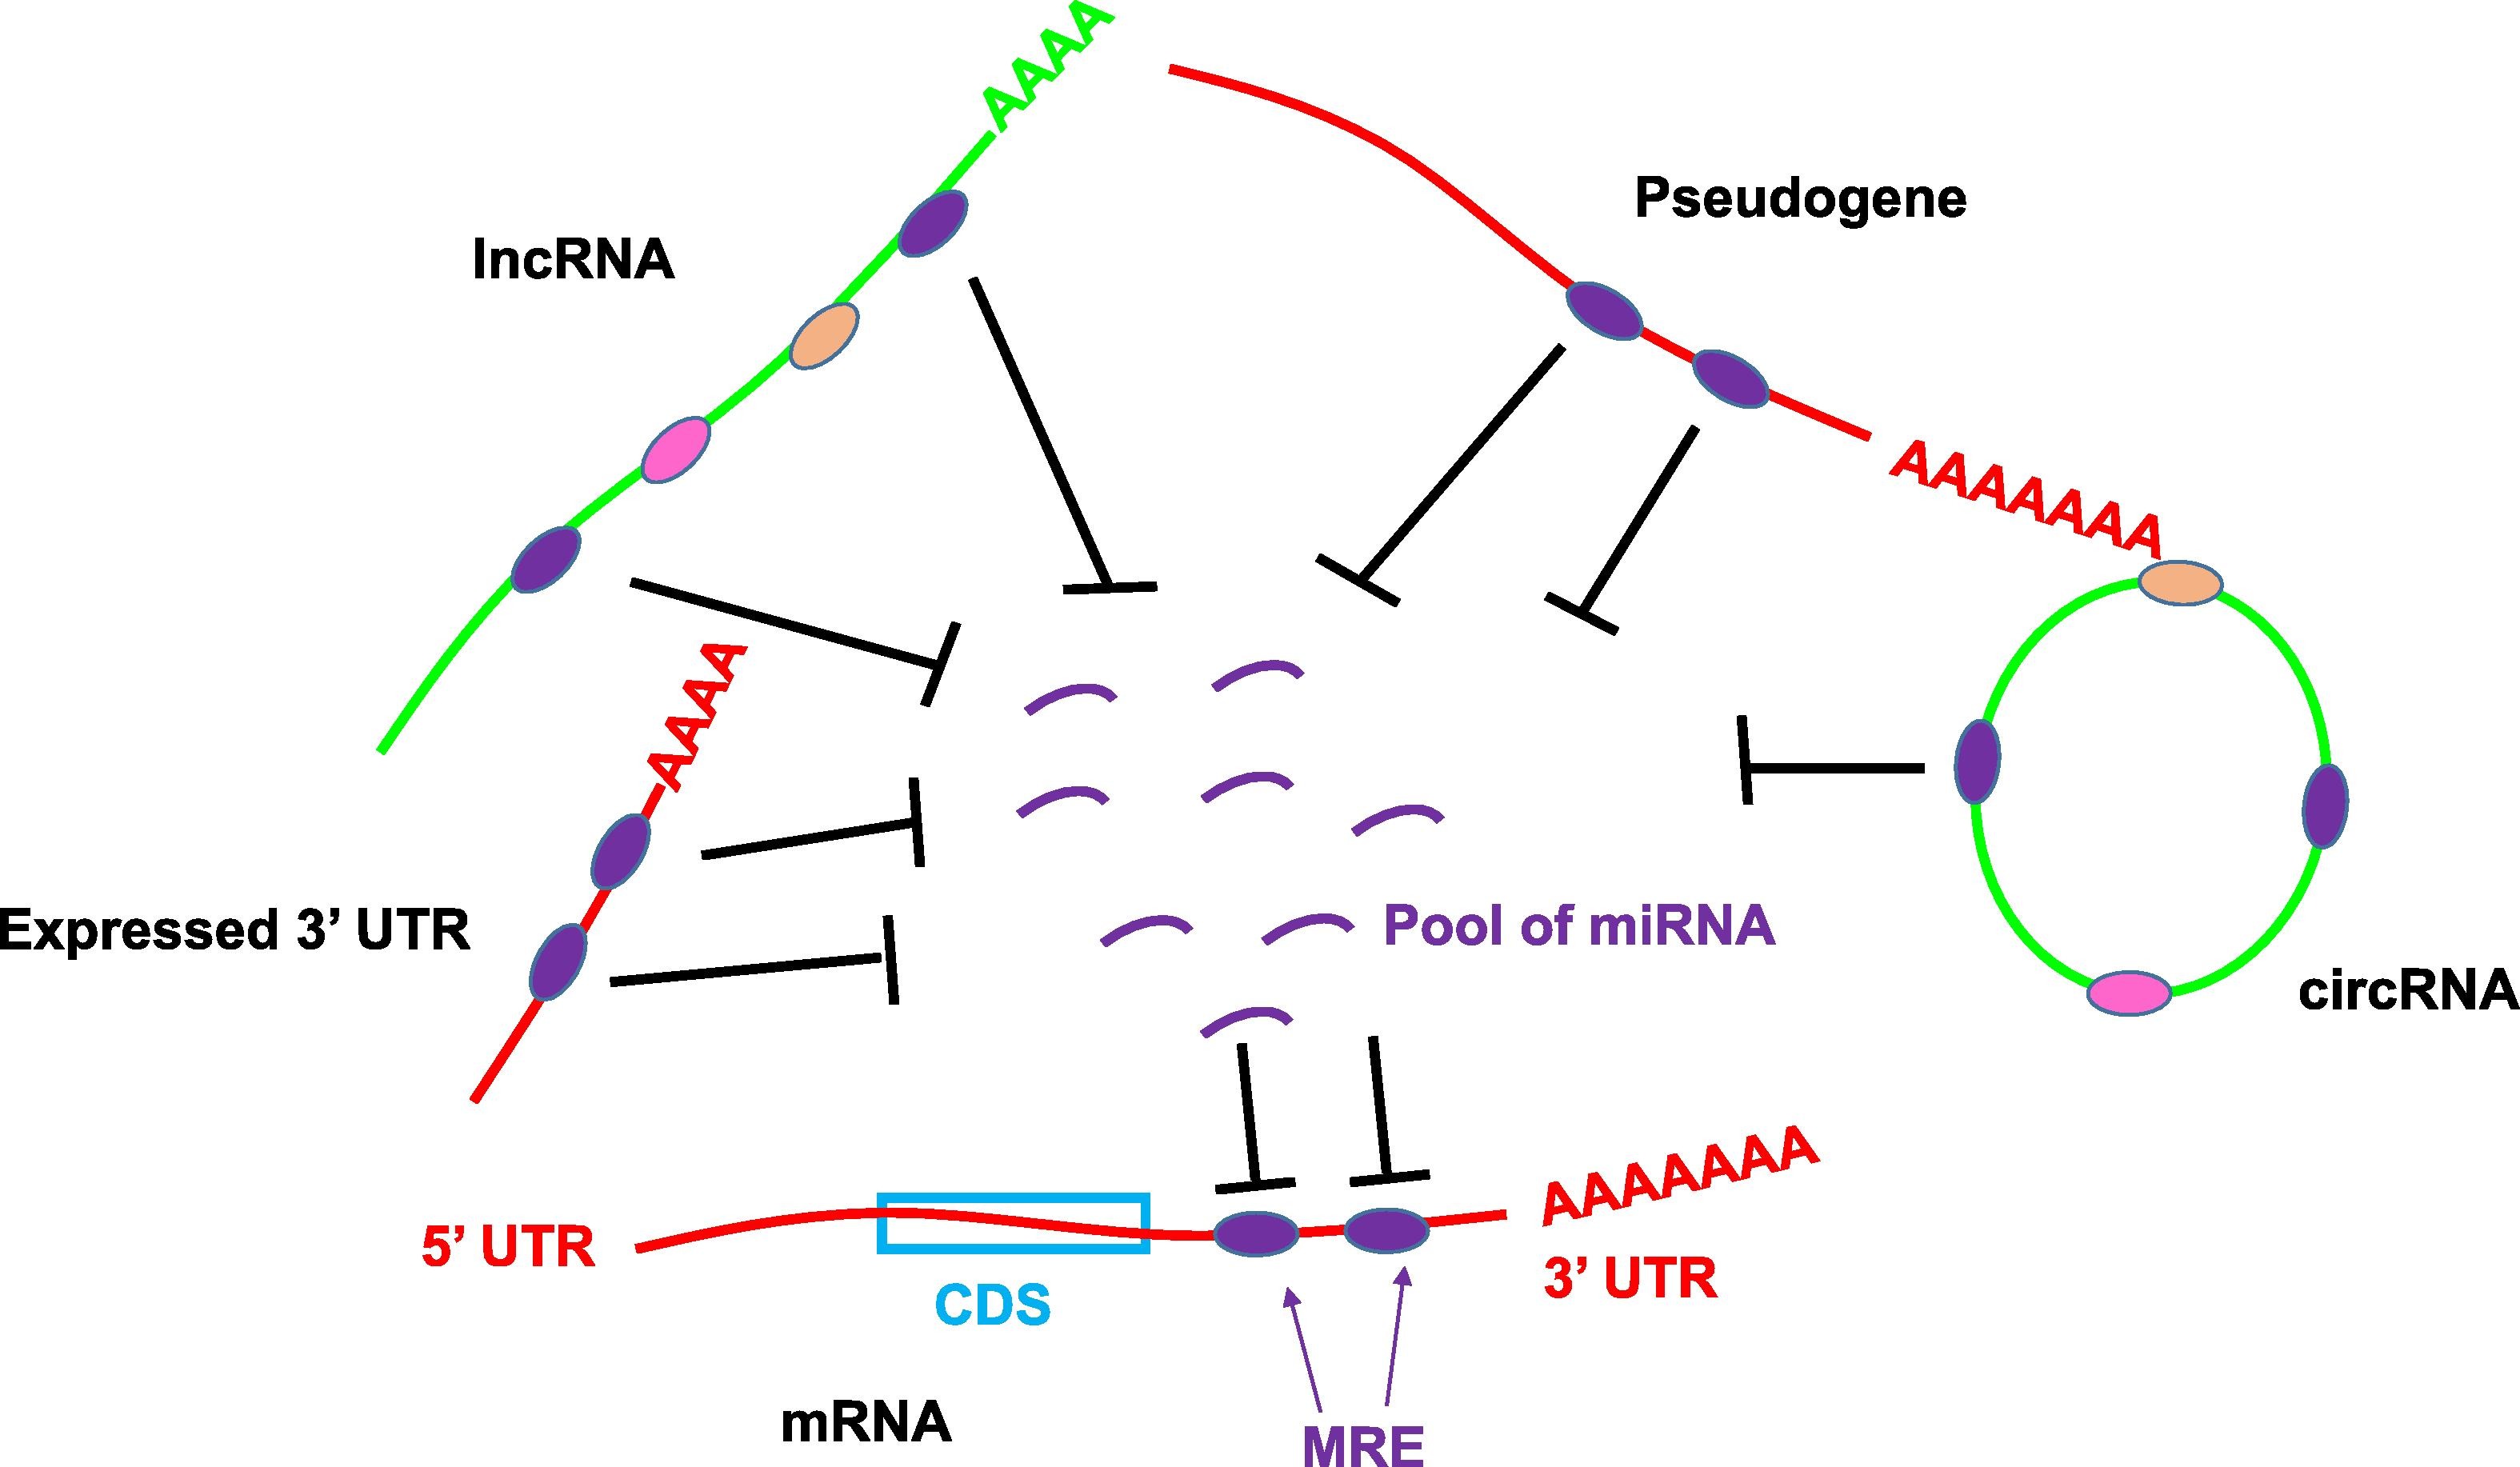 AAAA
Pseudogene
lncRNA
AAAAAAA
AAAA
Expressed 3’ UTR
Pool of miRNA
circRNA
AAAAAAA
5’ UTR
3’ UTR
CDS
mRNA
MRE